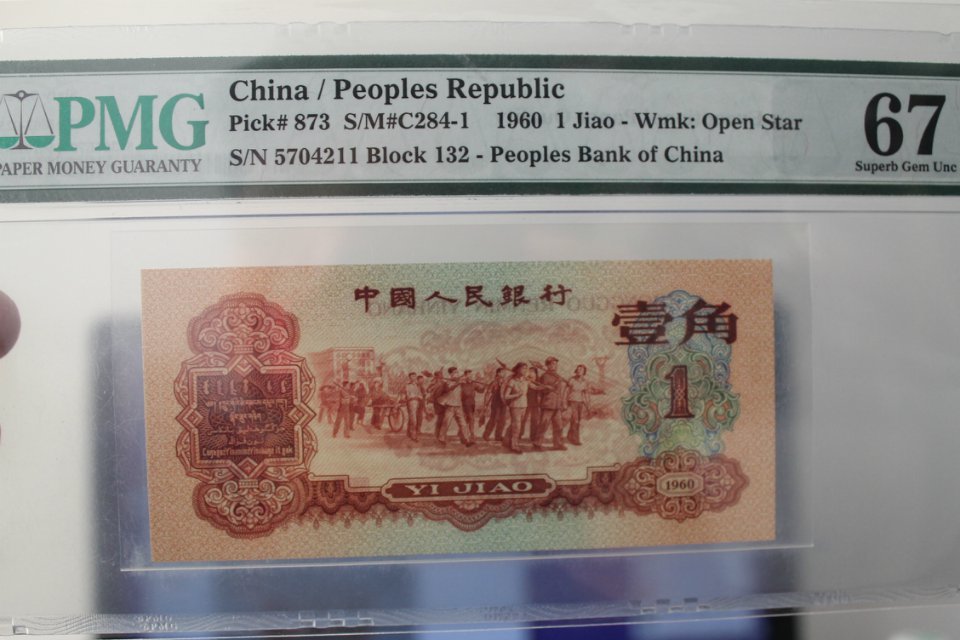 PMG
PAPER MONEY GUARANTY
China / Peoples Republic
Pick# 873 S/M#C284-1 1960 1 Jiao - Wmk: Open Star
S/N 5704211 Block 132 - Peoples Bank of China
67
Superb Gem Unc
中國人民銀行
壹角
1
YI JIAO
1960